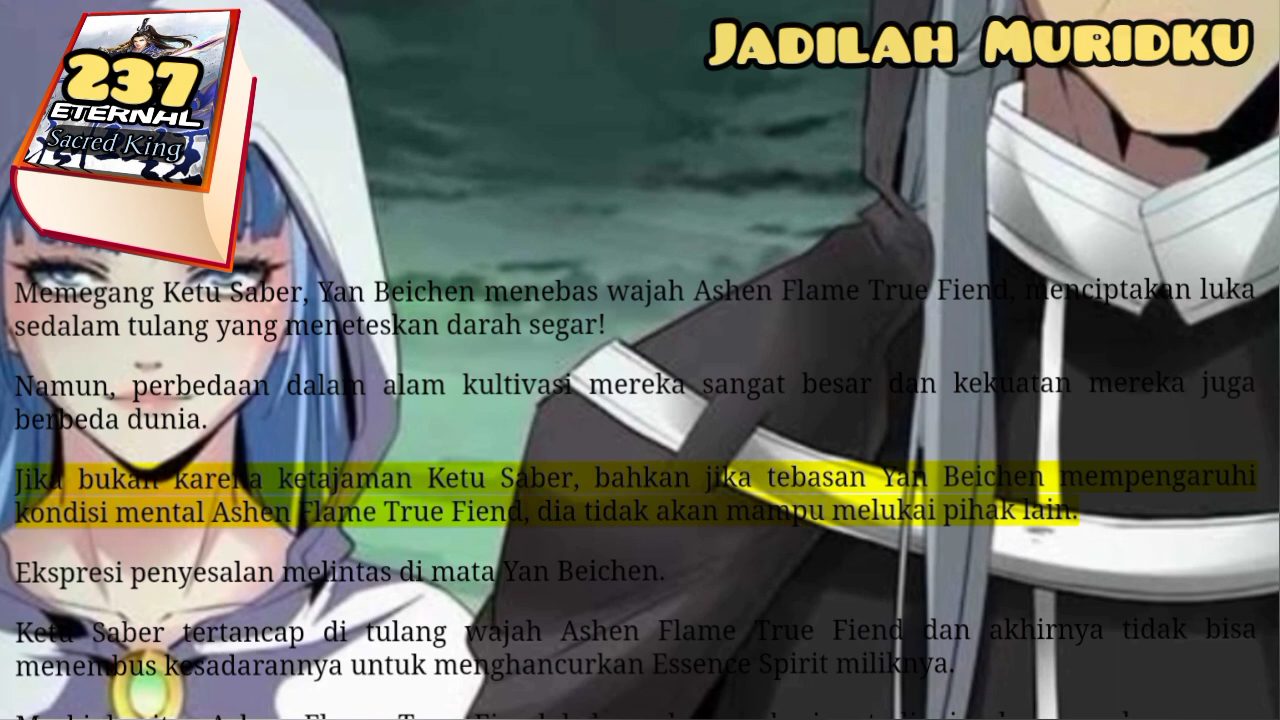 237
ETERNAL
Sacred King
JADILAH MURIDKU
Memegang Ketu Saber, Yan Beichen menebas wajah Ashen Flame True Fiend, menciptakan luka
sedalam tulang yang meneteskan darah segar!
Namun, perbedaan dalam alam kultivasi mereka sangat besar dan kekuatan mereka juga
berbeda dunia.
Jika bukan karena ketajaman Ketu Saber, bahkan jika tebasan Yan Beichen mempengaruhi
kondisi mental Ashen Flame True Fiend, dia tidak akan mampu melukai pihak lain.
Ekspresi penyesalan melintas di mata Yan Beichen.
Ketu Saber tertancap di tulang wajah Ashen Flame True Fiend dan akhirnya tidak bisa
menembus kesadarannya untuk menghancurkan Essence Spirit miliknya.